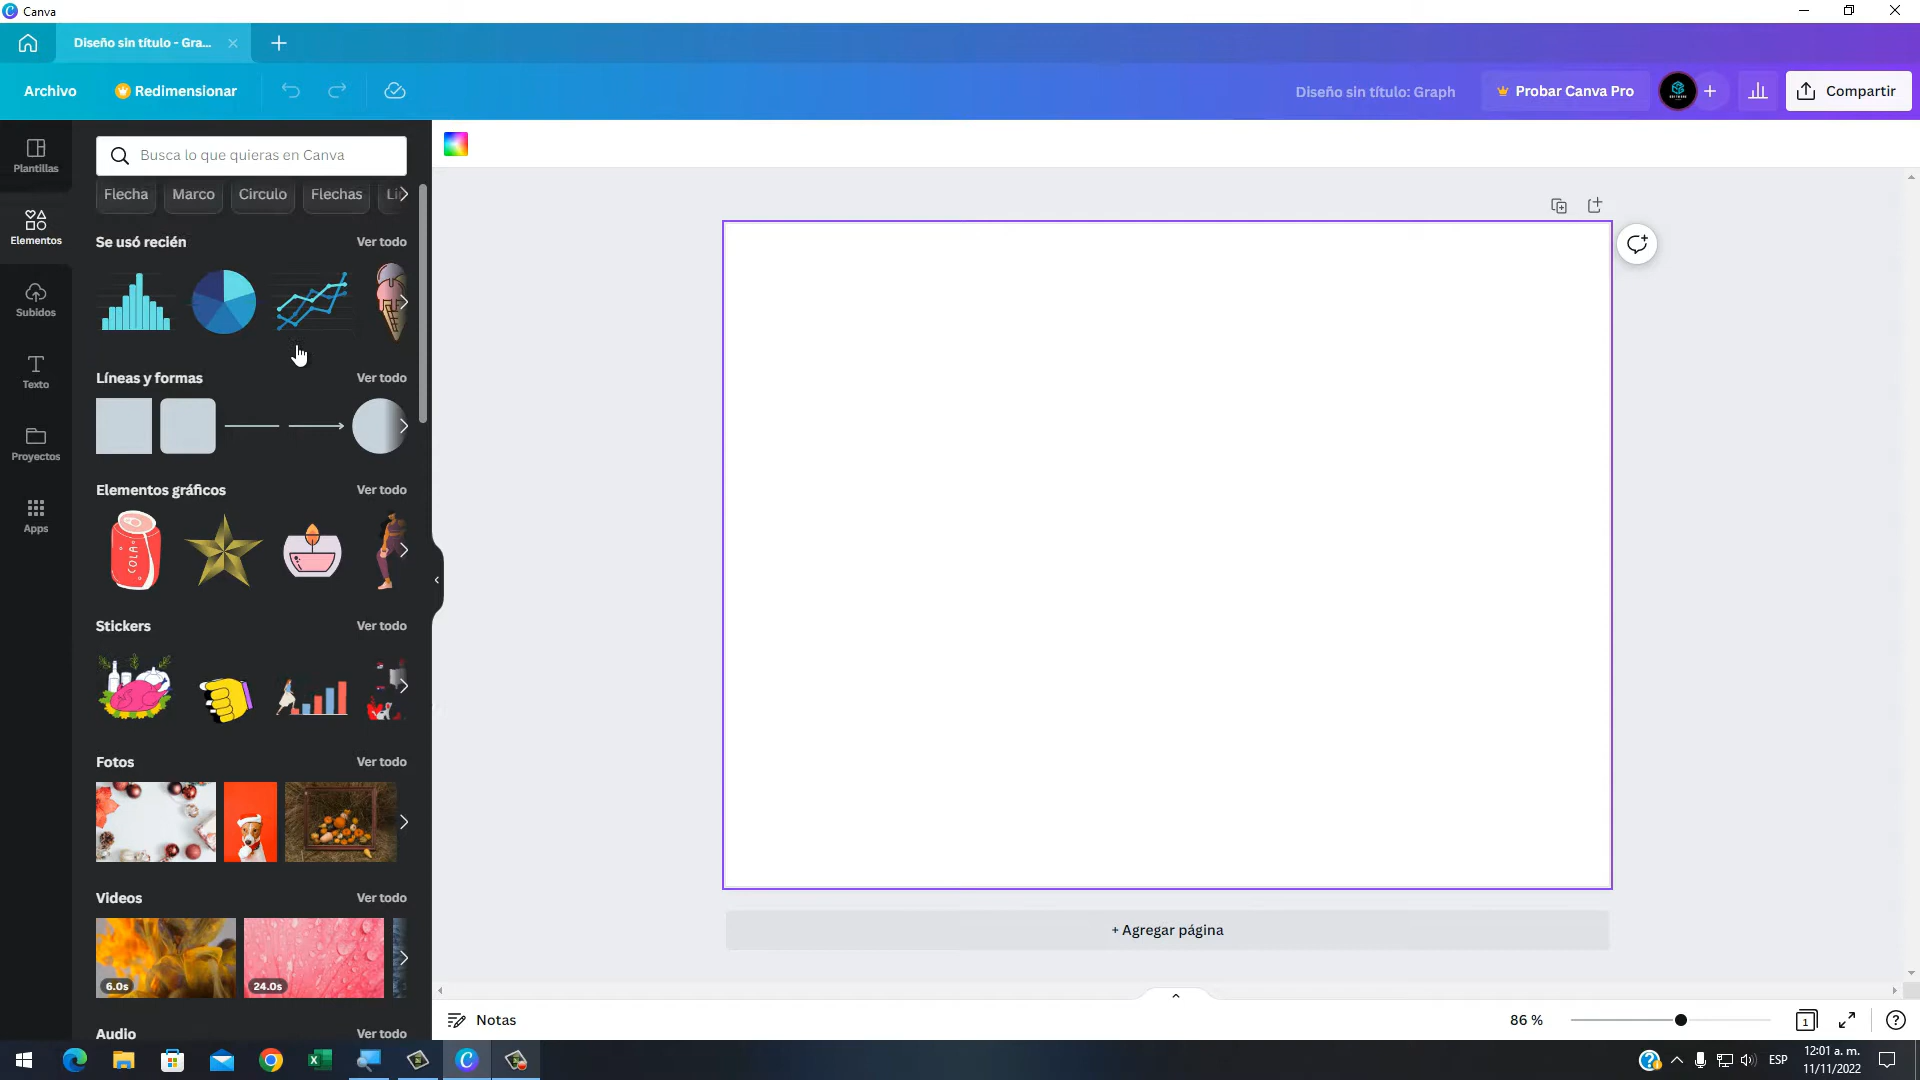 Canva
Diseño sin título - Gra...
Archivo
Redimensionar
Diseño sin título: Graph
Probar Canva Pro
Compartir
Plantillas
Elementos
Subidos
Texto
Proyectos
Apps
Busca lo que quieras en Canva
Flecha Marco Circulo Flechas
Se usó recién Ver todo
Líneas y formas Ver todo
Elementos gráficos Ver todo
COLA
Stickers Ver todo
Fotos Ver todo
Videos Ver todo
6.0s 24.0s
Audio Ver todo
+ Agregar página
Notas
86 %
1
ESP
12:01 a. m.
11/11/2022